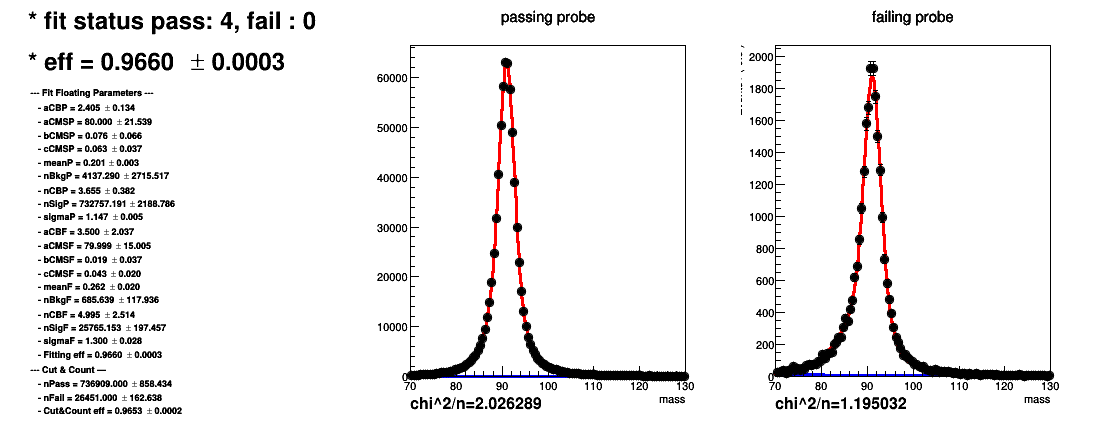 * fit status pass: 4, fail : 0
* eff = 0.9660 ± 0.0003
--- Fit Floating Parameters ---
- aCBP = 2.405 ± 0.134
- aCMSP = 80.000 ± 21.539
- bCMSP = 0.076 ± 0.066
- cCMSP = 0.063 ± 0.037
- meanP = 0.201 ± 0.003
- nBkgP = 4137.290 ± 2715.517
- nCBP = 3.655 ± 0.382
- nSigP = 732757.191 ± 2188.786
- sigmaP = 1.147 ± 0.005
- aCBF = 3.500 ± 2.037
- aCMSF = 79.999 ± 15.005
- bCMSF = 0.019 ± 0.037
- cCMSF = 0.043 ± 0.020
- meanF = 0.262 ± 0.020
- nBkgF = 685.639 ± 117.936
- nCBF = 4.995 ± 2.514
- nSigF = 25765.153 ± 197.457
- sigmaF = 1.300 ± 0.028
- Fitting eff = 0.9660 ± 0.0003
--- Cut & Count ---
- nPass = 736909.000 ± 858.434
- nFail = 26451.000 ± 162.638
- Cut&Count eff = 0.9653 ± 0.0002
passing probe
60000
50000
40000
30000
20000
10000
0
70 80 90 100 110 120 130
mass
chi^2/n=2.026289
failing probe
2000
1800
1600
1400
1200
1000
800
600
400
200
0
70 80 90 100 110 120 130
mass
chi^2/n=1.195032